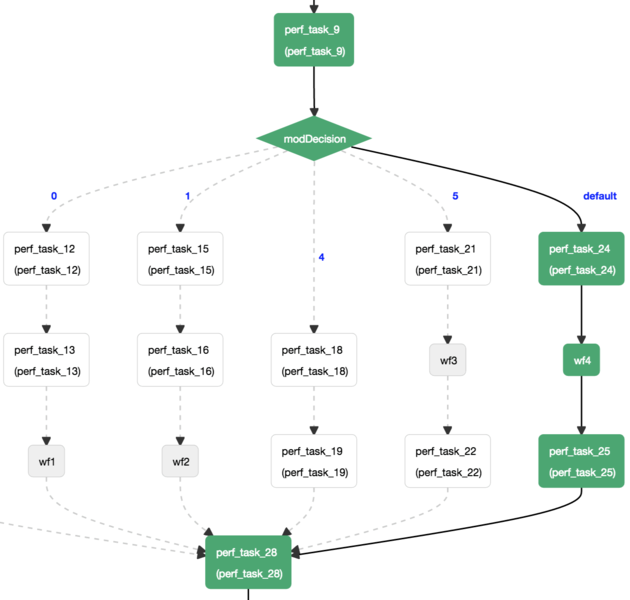 perf_task_9
(perf_task_9)
modDecision
0
1
5
default
4
perf_task_12
(perf_task_12)
perf_task_15
(perf_task_15)
perf_task_21
(perf_task_21)
perf_task_24
(perf_task_24)
perf_task_13
(perf_task_13)
perf_task_16
(perf_task_16)
perf_task_18
(perf_task_18)
wf3
wf4
wf1
wf2
perf_task_19
(perf_task_19)
perf_task_22
(perf_task_22)
perf_task_25
(perf_task_25)
perf_task_28
(perf_task_28)